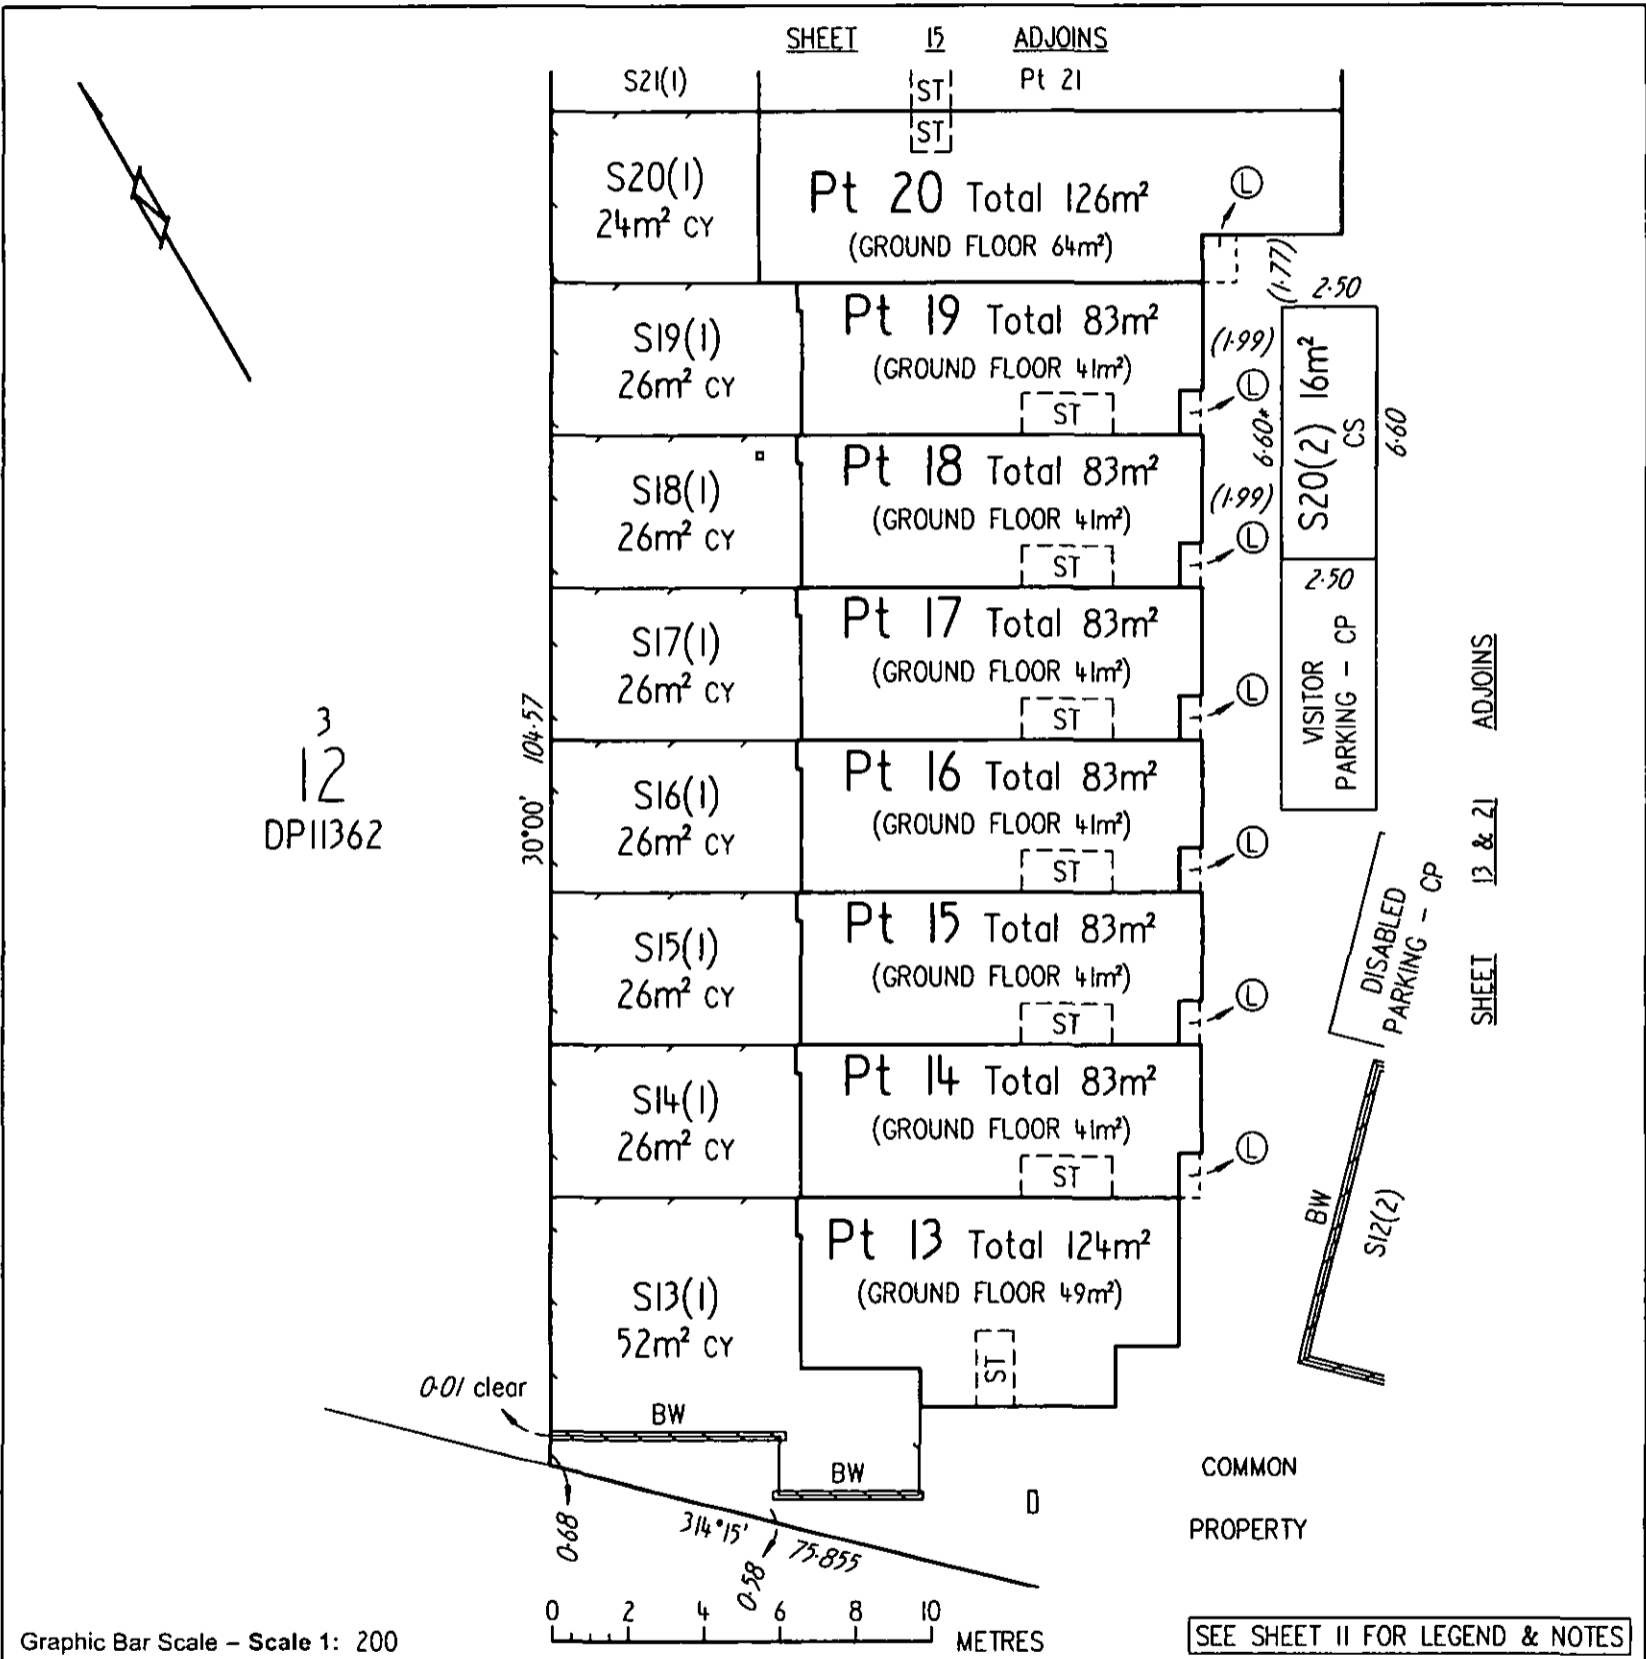 SHEET 15 ADJOINS
S21(1)
ST
Pt 21
ST
S20(1)
24m² CY
Pt 20 Total 126m²
(GROUND FLOOR 64m²)
L
(1.77)
2.50
S19(1)
26m² CY
Pt 19 Total 83m²
(GROUND FLOOR 41m²)
ST
(1.99)
L
6.60*
S20(2) 16m²
CS
6.60
S18(1)
26m² CY
Pt 18 Total 83m²
(GROUND FLOOR 41m²)
ST
(1.99)
L
2.50
VISITOR
PARKING - CP
S17(1)
26m² CY
Pt 17 Total 83m²
(GROUND FLOOR 41m²)
ST
L
3
12
DP11362
30°00' 104.57
S16(1)
26m² CY
Pt 16 Total 83m²
(GROUND FLOOR 41m²)
ST
L
SHEET 13 & 21 ADJOINS
DISABLED
PARKING - CP
S15(1)
26m² CY
Pt 15 Total 83m²
(GROUND FLOOR 41m²)
ST
L
S14(1)
26m² CY
Pt 14 Total 83m²
(GROUND FLOOR 41m²)
ST
L
BW
S12(2)
S13(1)
52m² CY
Pt 13 Total 124m²
(GROUND FLOOR 49m²)
ST
0.01 clear
BW
BW
0.68
314°15'
0.58
75.855
COMMON
PROPERTY
0 2 4 6 8 10
METRES
Graphic Bar Scale – Scale 1: 200
SEE SHEET 11 FOR LEGEND & NOTES